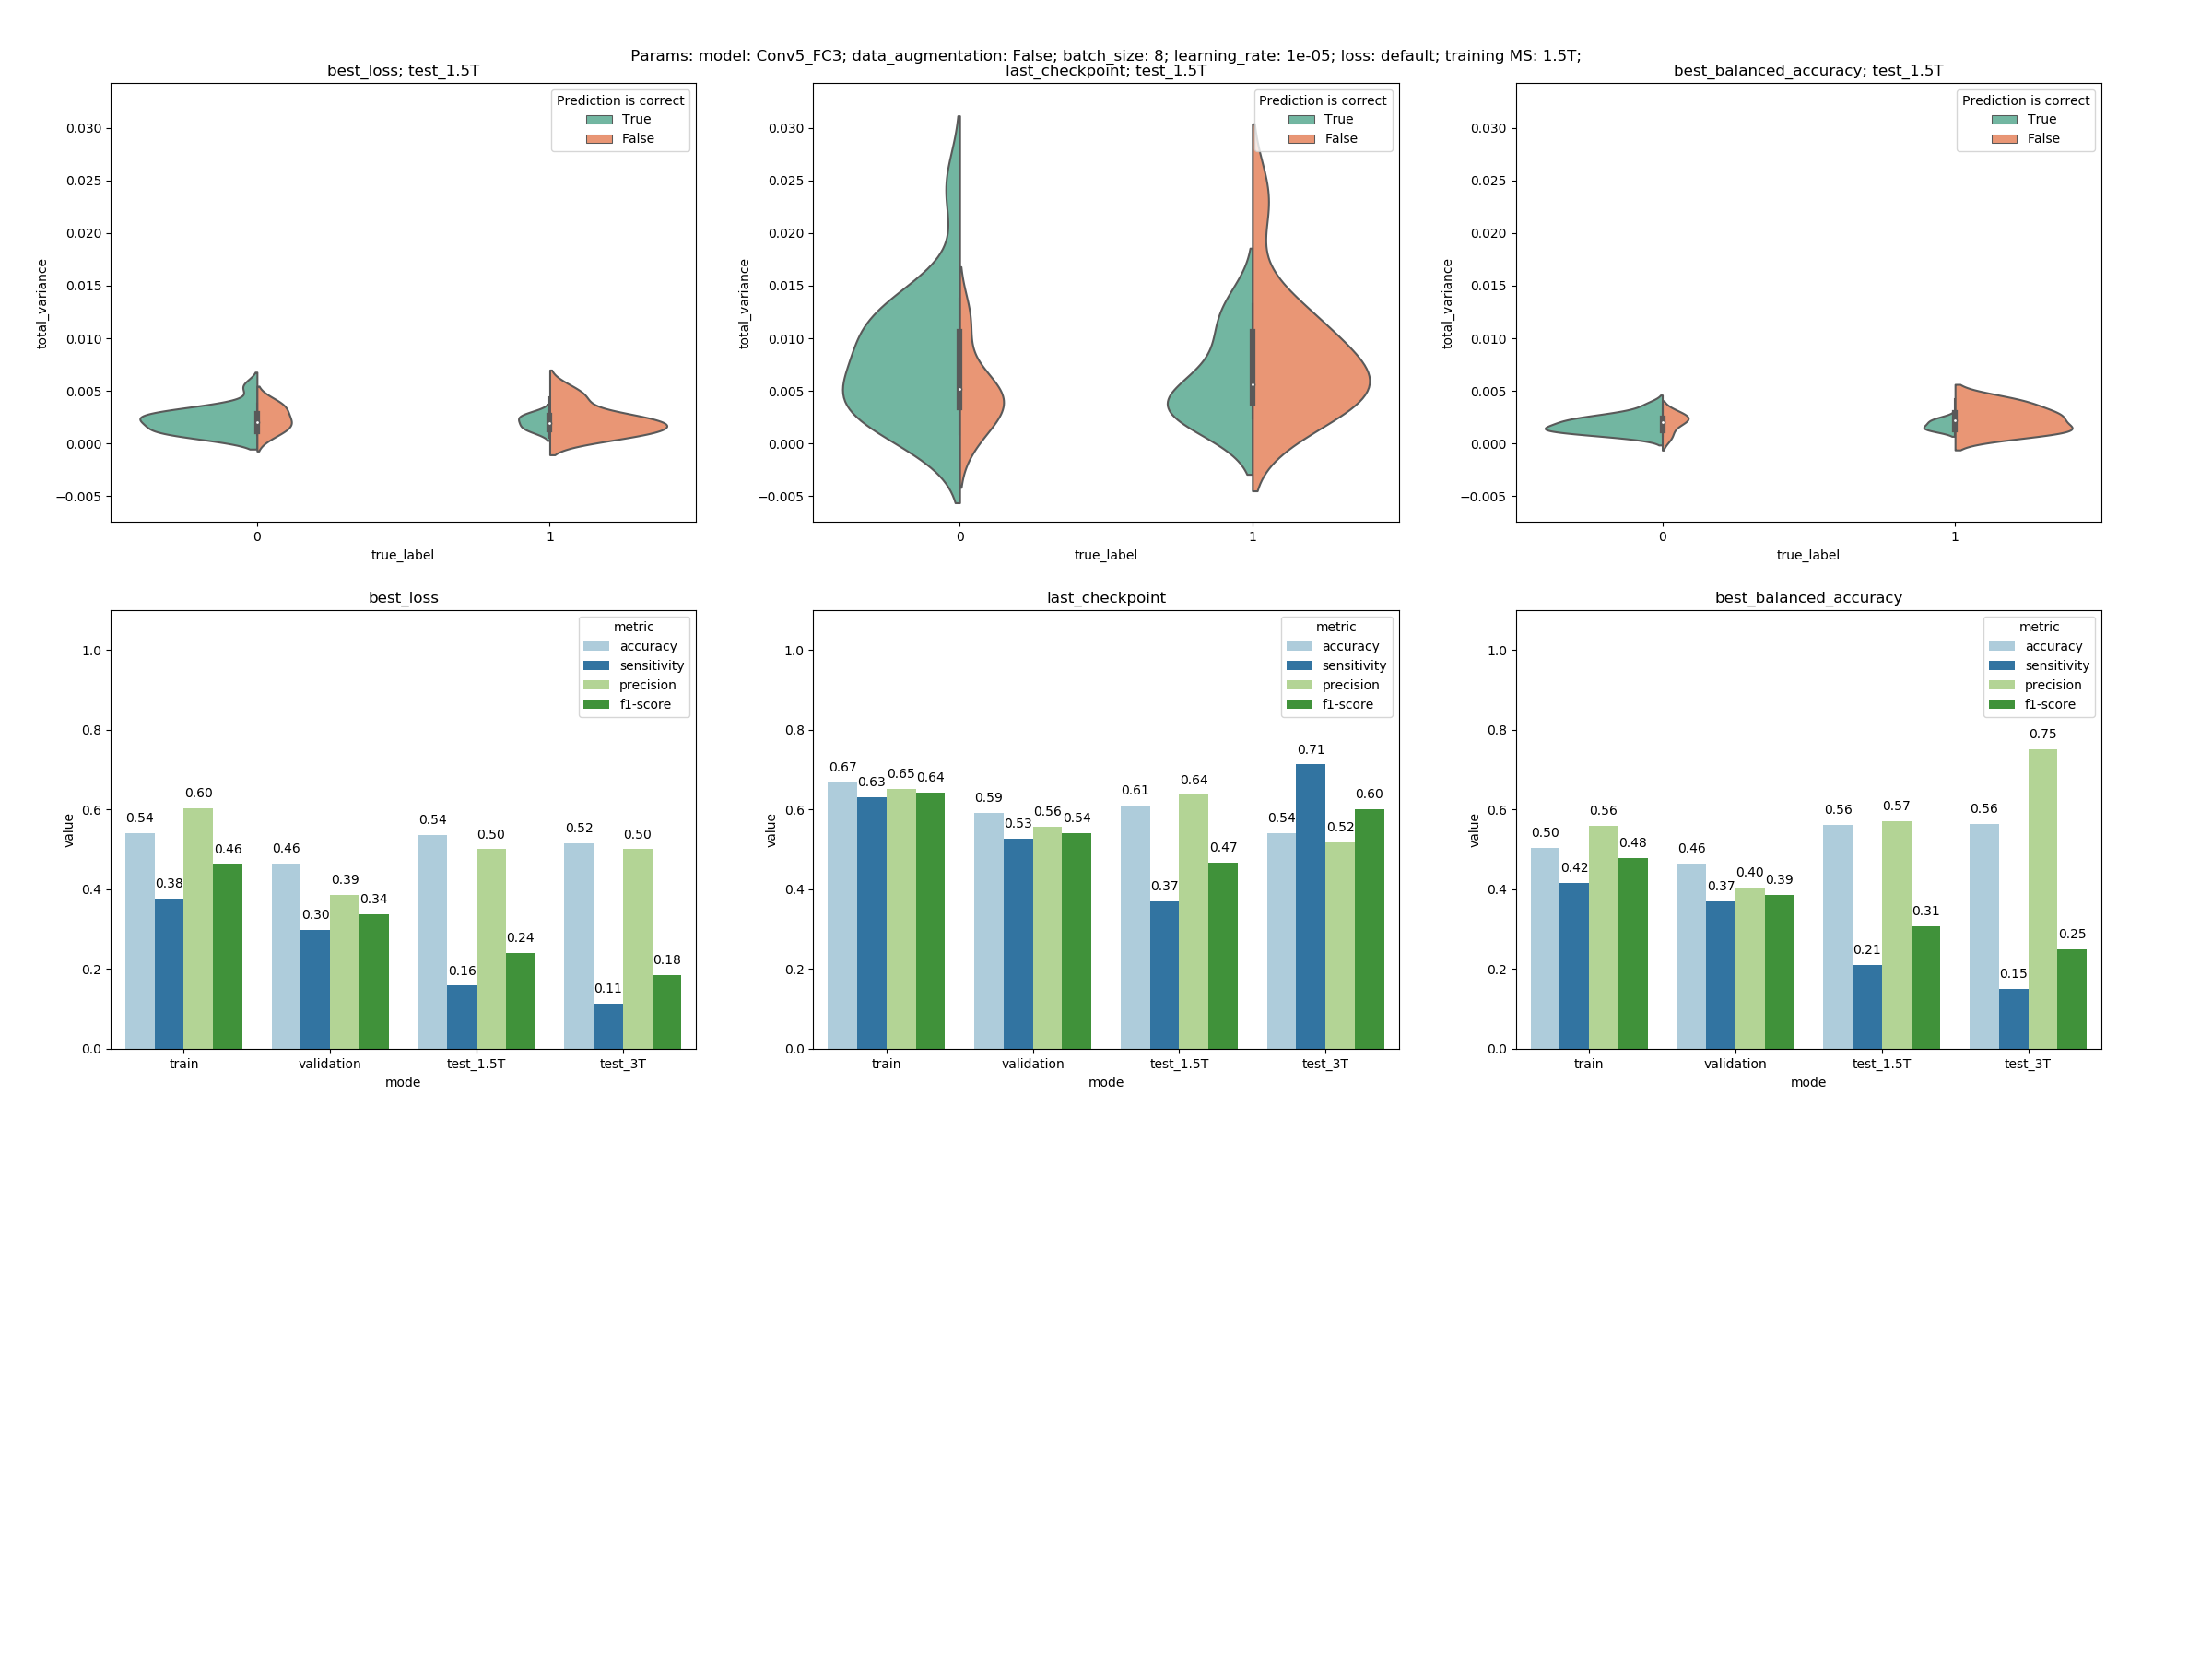 Params: model: Conv5_FC3; data_augmentation: False; batch_size: 8; learning_rate: 1e-05; loss: default; training MS: 1.5T;
best_loss; test_1.5T
Prediction is correct
True
False
0.030
0.025
0.020
0.015
0.010
0.005
0.000
−0.005
total_variance
0
1
true_label
last_checkpoint; test_1.5T
Prediction is correct
True
False
0.030
0.025
0.020
0.015
0.010
0.005
0.000
−0.005
total_variance
0
1
true_label
best_balanced_accuracy; test_1.5T
Prediction is correct
True
False
0.030
0.025
0.020
0.015
0.010
0.005
0.000
−0.005
total_variance
0
1
true_label
best_loss
metric
accuracy
sensitivity
precision
f1-score
1.0
0.8
0.6
0.4
0.2
0.0
value
0.54
0.38
0.60
0.46
0.46
0.30
0.39
0.34
0.54
0.16
0.50
0.24
0.52
0.11
0.50
0.18
train
validation
test_1.5T
test_3T
mode
last_checkpoint
metric
accuracy
sensitivity
precision
f1-score
1.0
0.8
0.6
0.4
0.2
0.0
value
0.67
0.63
0.65
0.64
0.59
0.53
0.56
0.54
0.61
0.37
0.64
0.47
0.54
0.71
0.52
0.60
train
validation
test_1.5T
test_3T
mode
best_balanced_accuracy
metric
accuracy
sensitivity
precision
f1-score
1.0
0.8
0.6
0.4
0.2
0.0
value
0.50
0.42
0.56
0.48
0.46
0.37
0.40
0.39
0.56
0.21
0.57
0.31
0.56
0.15
0.75
0.25
train
validation
test_1.5T
test_3T
mode